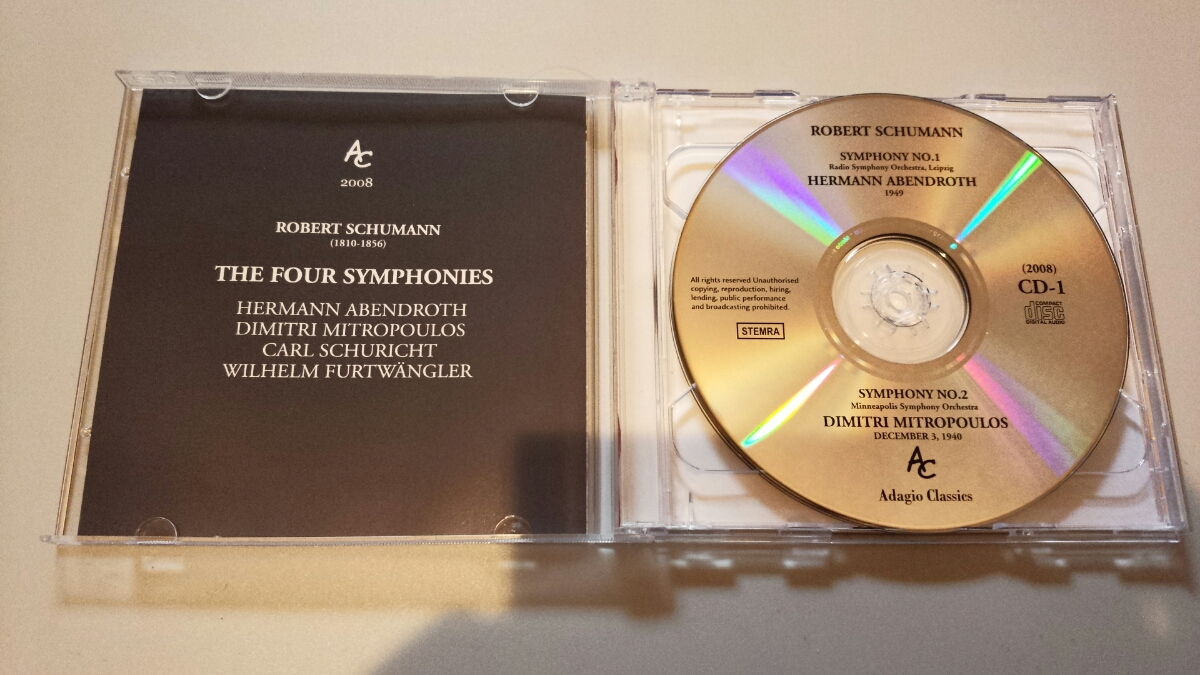 AC
2008
ROBERT SCHUMANN
(1810-1856)
THE FOUR SYMPHONIES
HERMANN ABENDROTH
DIMITRI MITROPOULOS
CARL SCHURICHT
WILHELM FURTWÄNGLER
ROBERT SCHUMANN
SYMPHONY NO.1
Radio Symphony Orchestra, Leipzig
HERMANN ABENDROTH
1949
All rights reserved Unauthorised
copying, reproduction, hiring,
lending, public performance
and broadcasting prohibited.
STEMRA
(2008)
CD-1
COMPACT
disc
DIGITAL AUDIO
SYMPHONY NO.2
Minneapolis Symphony Orchestra
DIMITRI MITROPOULOS
DECEMBER 3, 1940
AC
Adagio Classics